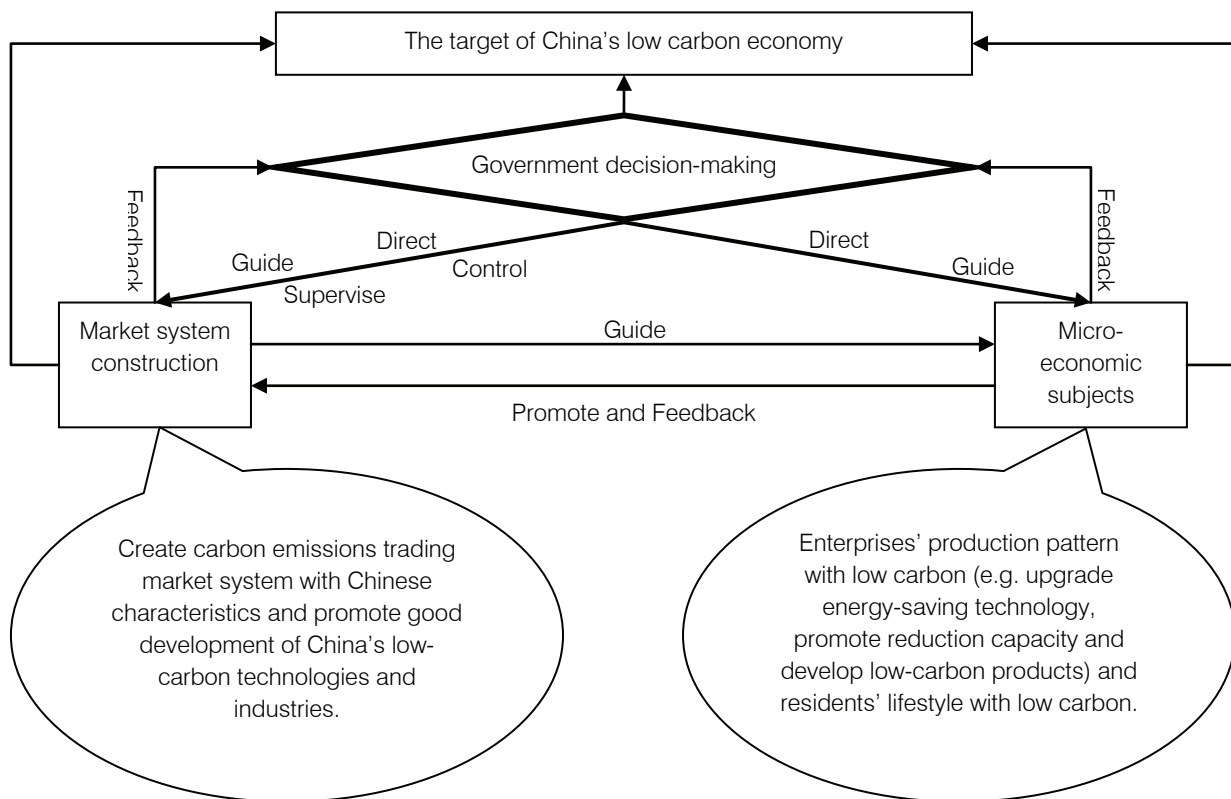 The target of China’s low carbon economy
Government decision-making
Feedback
Feedback
Direct
Direct
Guide
Control
Guide
Supervise
Market system
construction
Guide
Micro-
economic
subjects
Promote and Feedback
Create carbon emissions trading
market system with Chinese
characteristics and promote good
development of China’s low-
carbon technologies and
industries.
Enterprises’ production pattern
with low carbon (e.g. upgrade
energy-saving technology,
promote reduction capacity and
develop low-carbon products) and
residents’ lifestyle with low carbon.